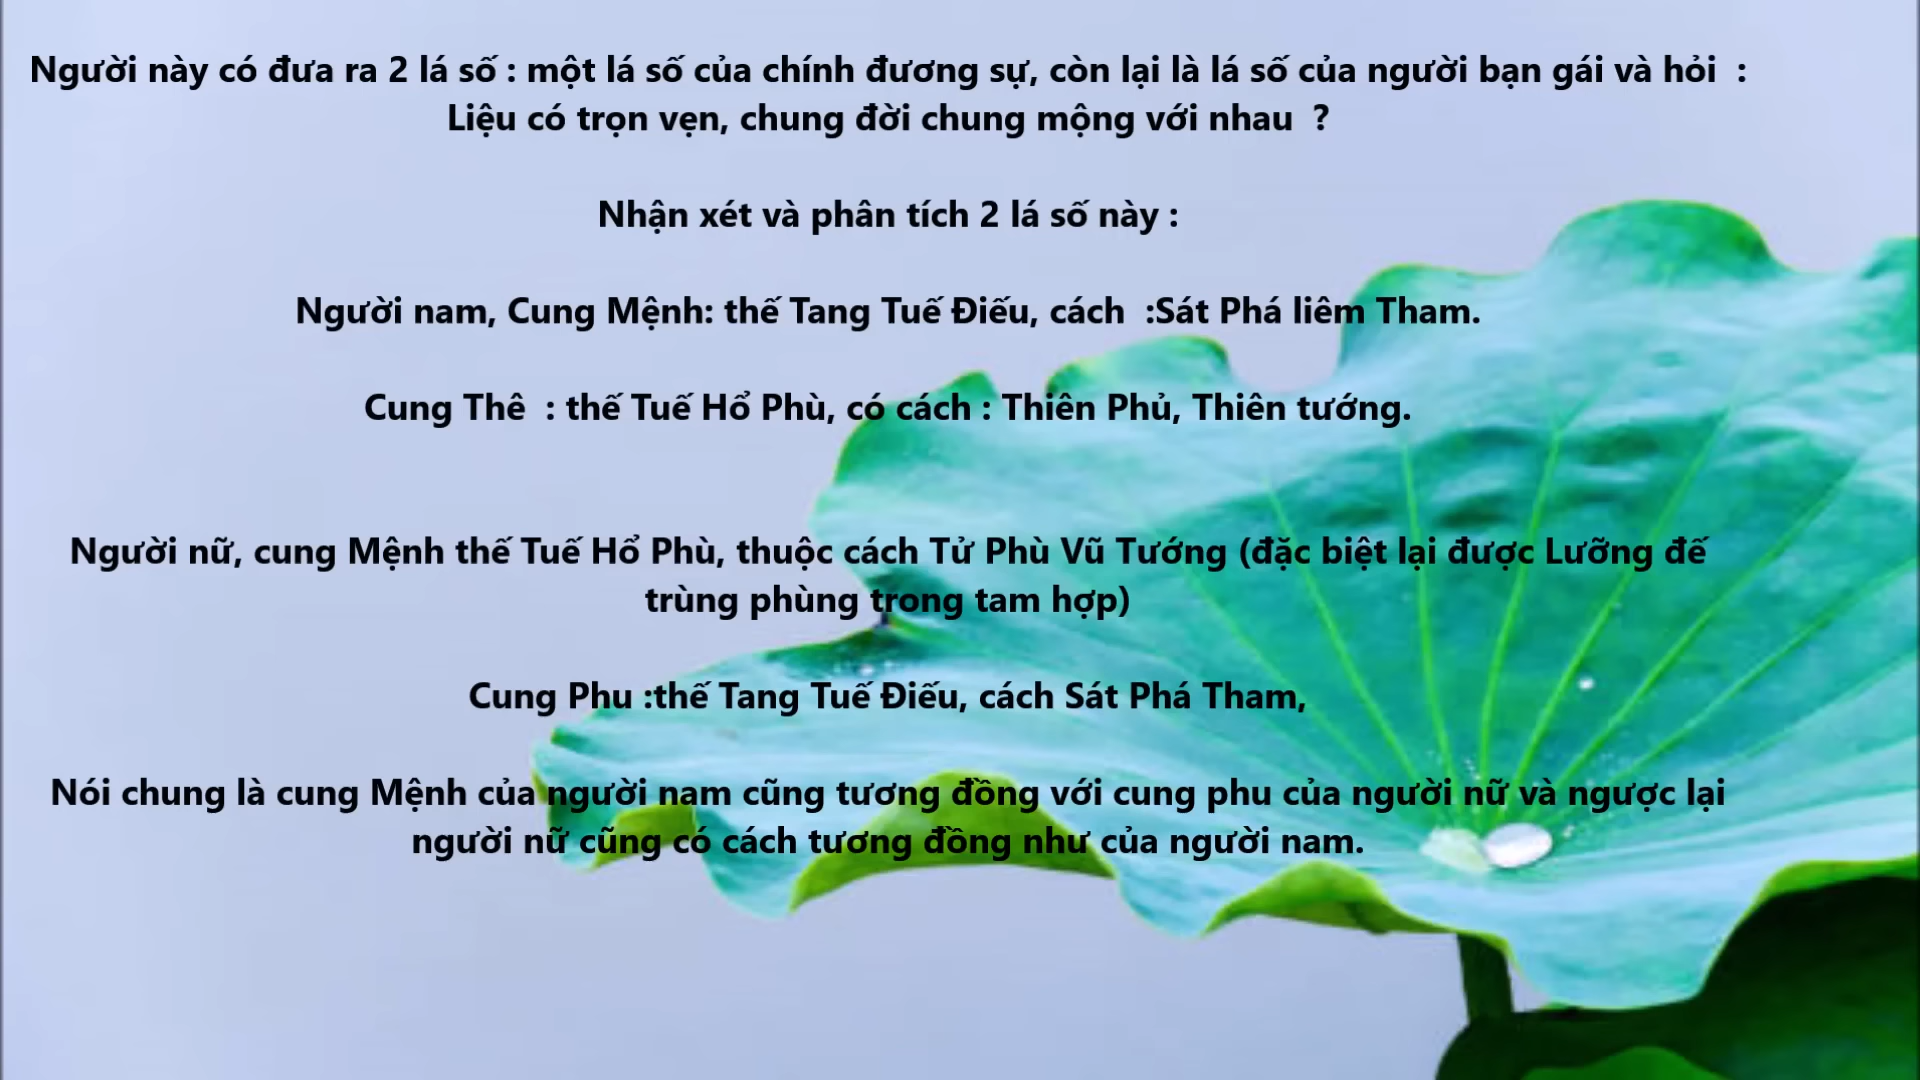 Người này có đưa ra 2 lá số : một lá số của chính đương sự, còn lại là lá số của người bạn gái và hỏi  :
Liệu có trọn vẹn, chung đời chung mộng với nhau  ?
Nhận xét và phân tích 2 lá số này :
Người nam, Cung Mệnh: thế Tang Tuế Điếu, cách  :Sát Phá liêm Tham.
Cung Thê  : thế Tuế Hổ Phù, có cách : Thiên Phủ, Thiên tướng.
Người nữ, cung Mệnh thế Tuế Hổ Phù, thuộc cách Tử Phù Vũ Tướng (đặc biệt lại được Lưỡng đế
trùng phùng trong tam hợp)
Cung Phu :thế Tang Tuế Điếu, cách Sát Phá Tham,
Nói chung là cung Mệnh của người nam cũng tương đồng với cung phu của người nữ và ngược lại
người nữ cũng có cách tương đồng như của người nam.